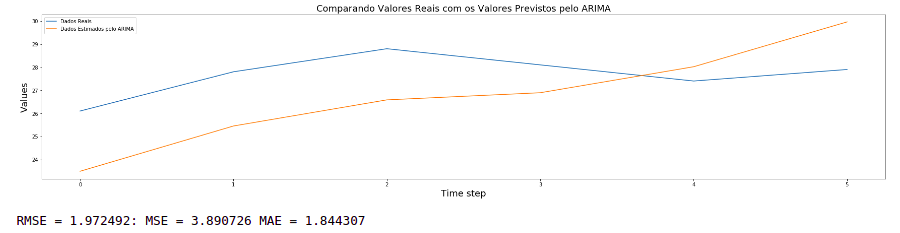 Comparando Valores Reais com os Valores Previstos pelo ARIMA
Dados Reais
Dados Estimados pelo ARIMA
30
29
28
27
26
25
24
Values
0 1 2 3 4 5
Time step
RMSE = 1.972492: MSE = 3.890726 MAE = 1.844307